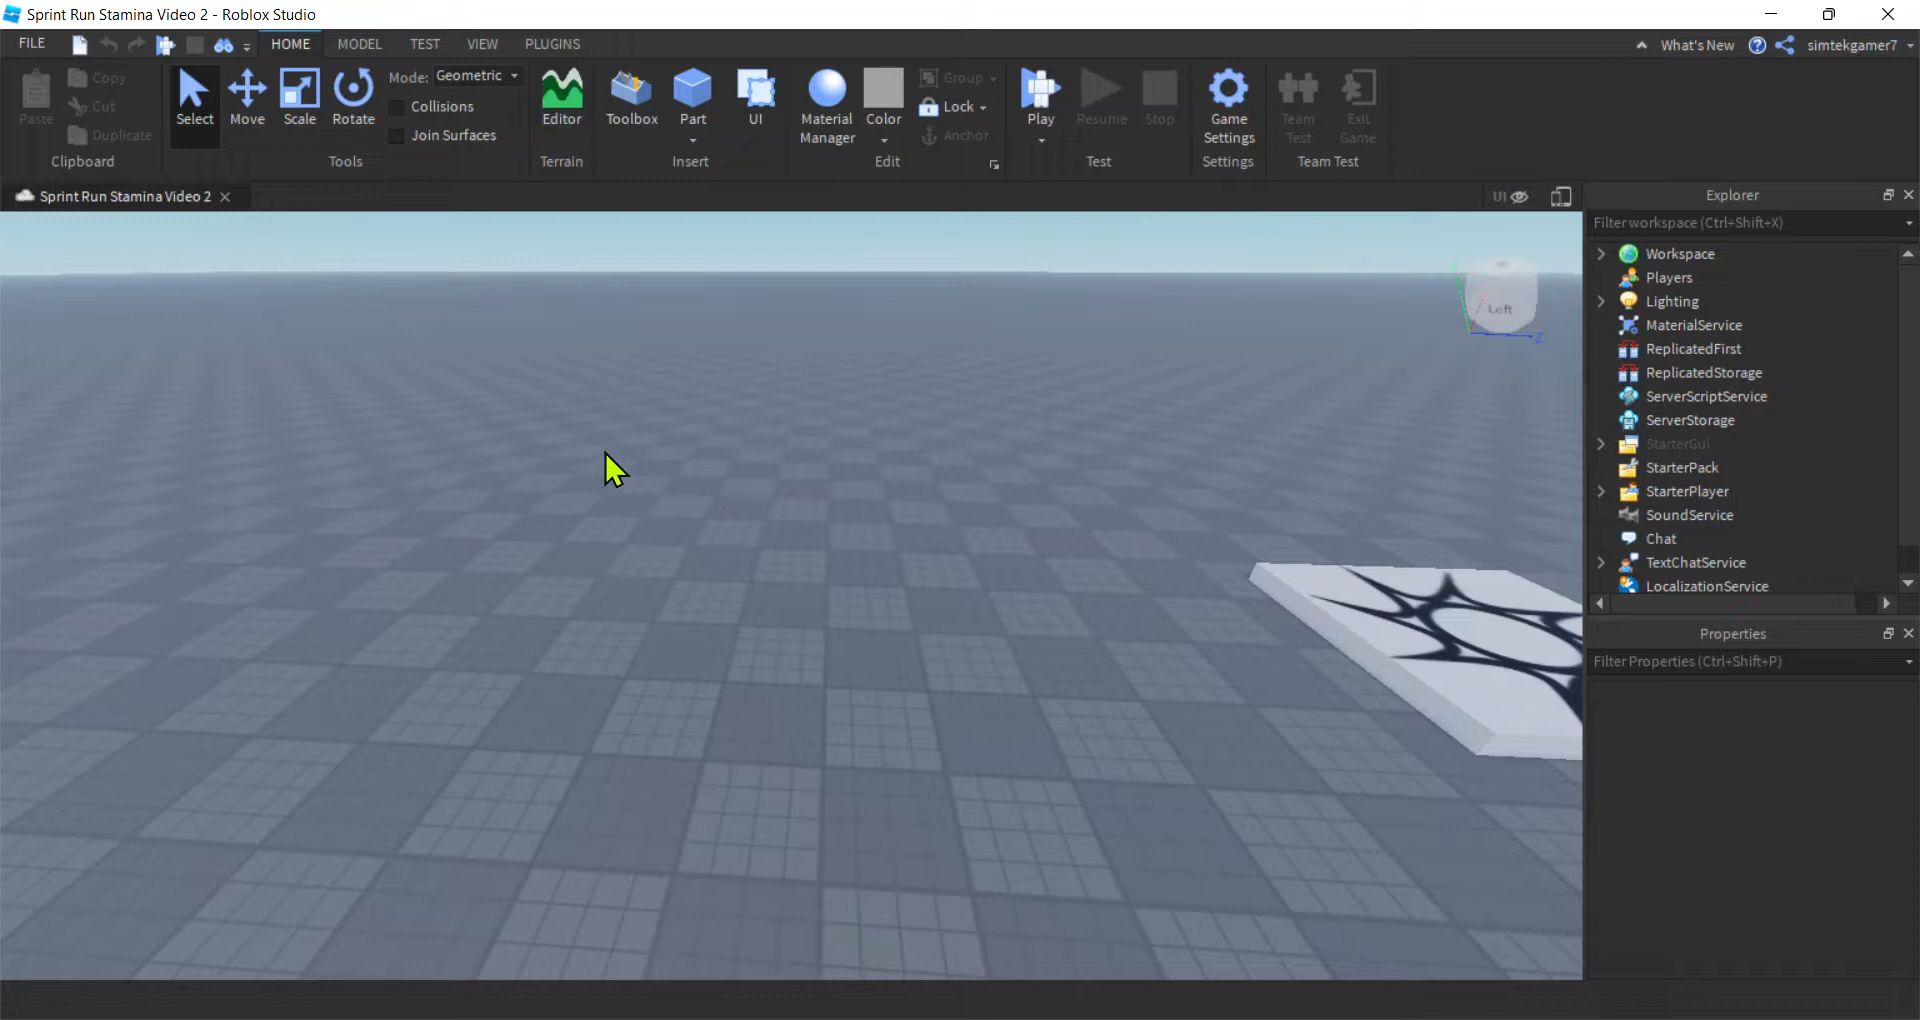 Sprint Run Stamina Video 2 - Roblox Studio
FILE HOME MODEL TEST VIEW PLUGINS What's New simtekgamer7
Paste
Copy
Cut
Duplicate
Clipboard
Select
Move
Scale
Rotate
Mode: Geometric
Collisions
Join Surfaces
Tools
Editor
Terrain
Toolbox
Part
UI
Insert
Material Manager
Color
Group
Lock
Anchor
Edit
Play
Resume
Stop
Test
Game Settings
Settings
Team Test
Exit Game
Team Test
Sprint Run Stamina Video 2
UI
Left
Z
Explorer
Filter workspace (Ctrl+Shift+X)
Workspace
Players
Lighting
MaterialService
ReplicatedFirst
ReplicatedStorage
ServerScriptService
ServerStorage
StarterGui
StarterPack
StarterPlayer
SoundService
Chat
TextChatService
LocalizationService
Properties
Filter Properties (Ctrl+Shift+P)